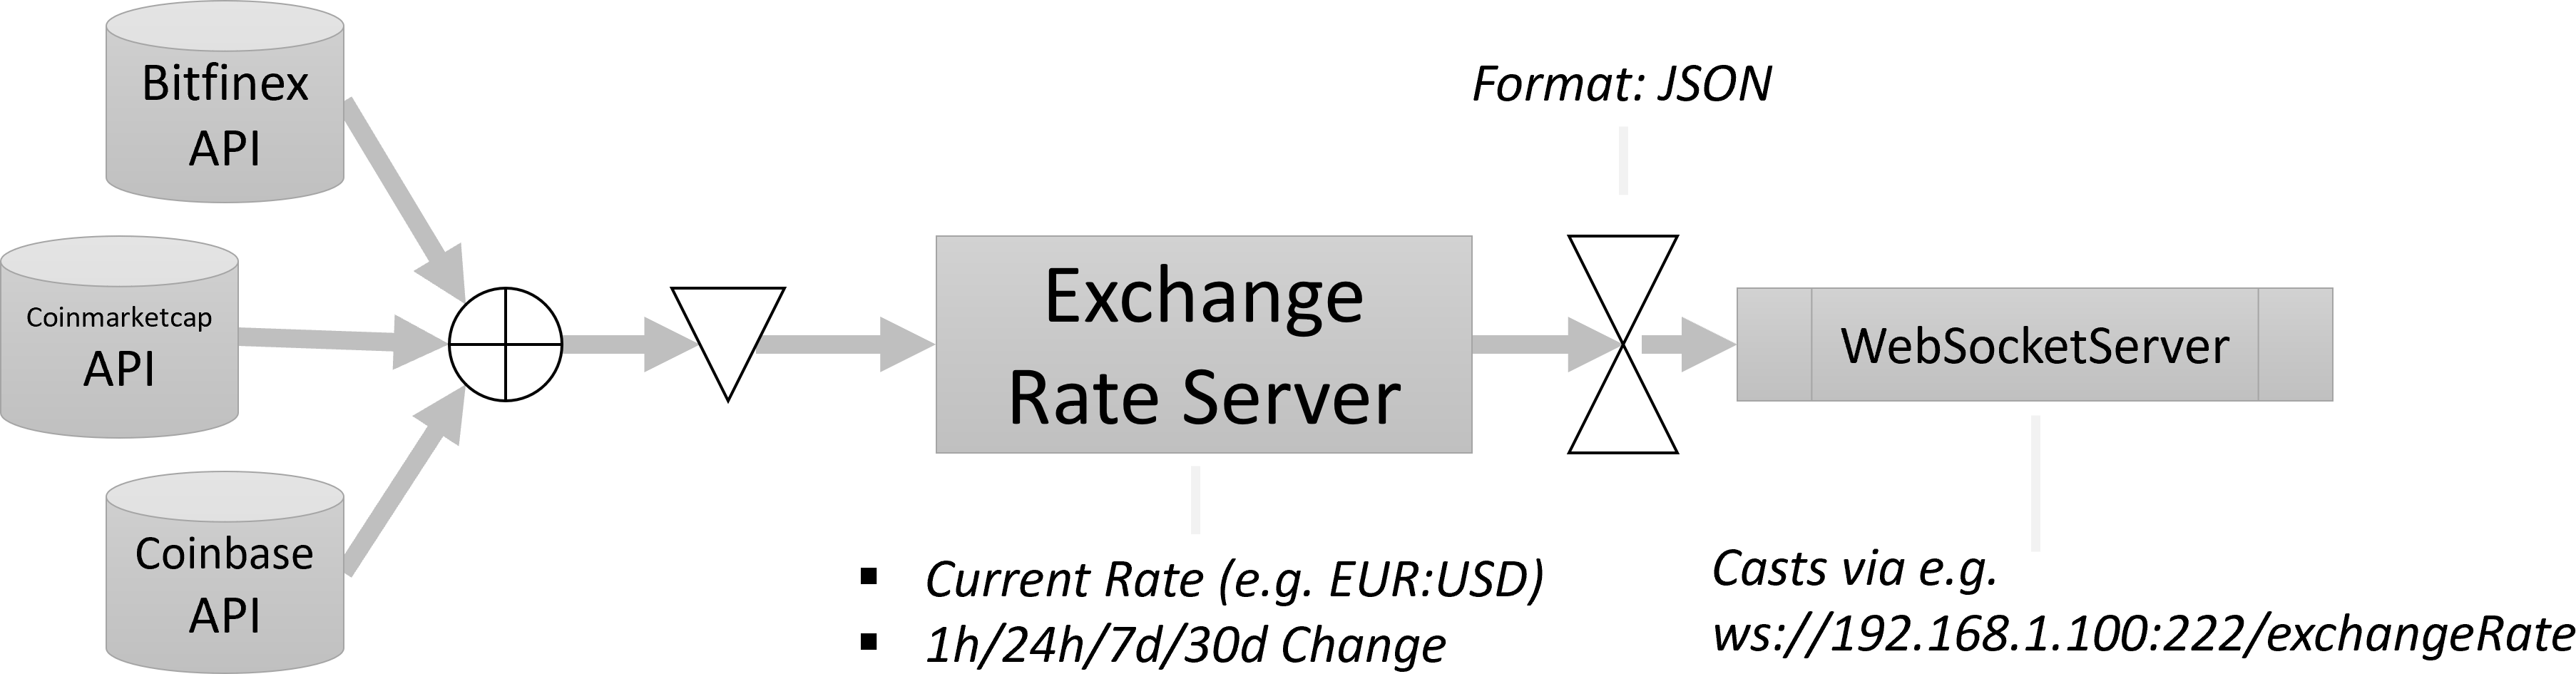 Bitfinex
API
Coinmarketcap
API
Coinbase
API
Exchange
Rate Server
▪ Current Rate (e.g. EUR:USD)
▪ 1h/24h/7d/30d Change
Format: JSON
WebSocketServer
Casts via e.g.
ws://192.168.1.100:222/exchangeRate